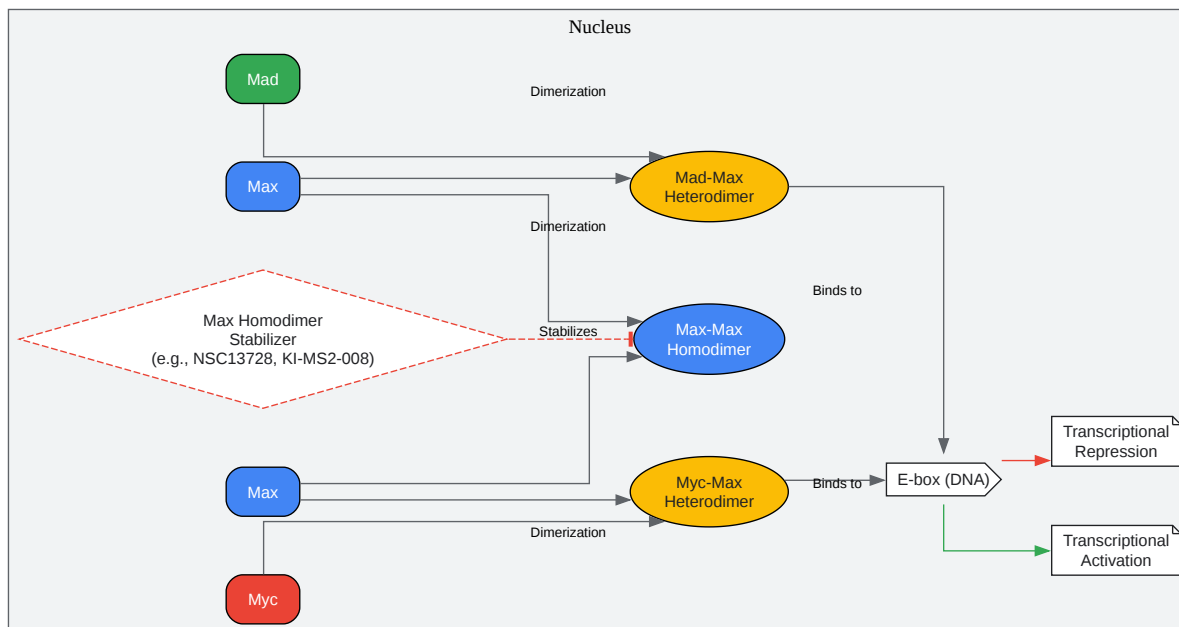 Nucleus
Mad
Dimerization
Max
Mad-Max
Heterodimer
Dimerization
Binds to
Max Homodimer
Stabilizer
(e.g., NSC13728, KI-MS2-008)
Stabilizes
Max-Max
Homodimer
Transcriptional
Repression
Max
Myc-Max
Heterodimer
Binds to
E-box (DNA)
Dimerization
Transcriptional
Activation
Myc